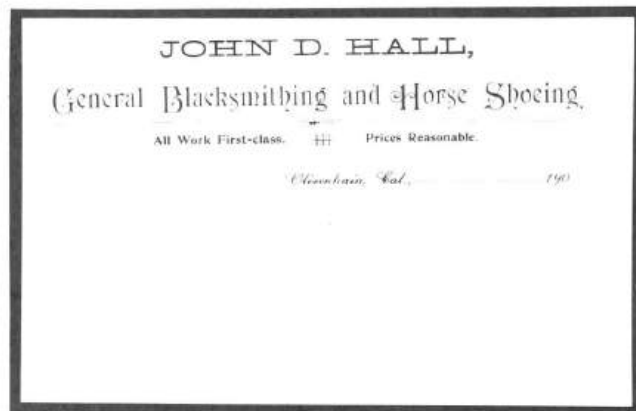 JOHN D. HALL,
General Blacksmithing and Horse Shoeing.
All Work First-class. Prices Reasonable.
Olivenhain, Cal., 190